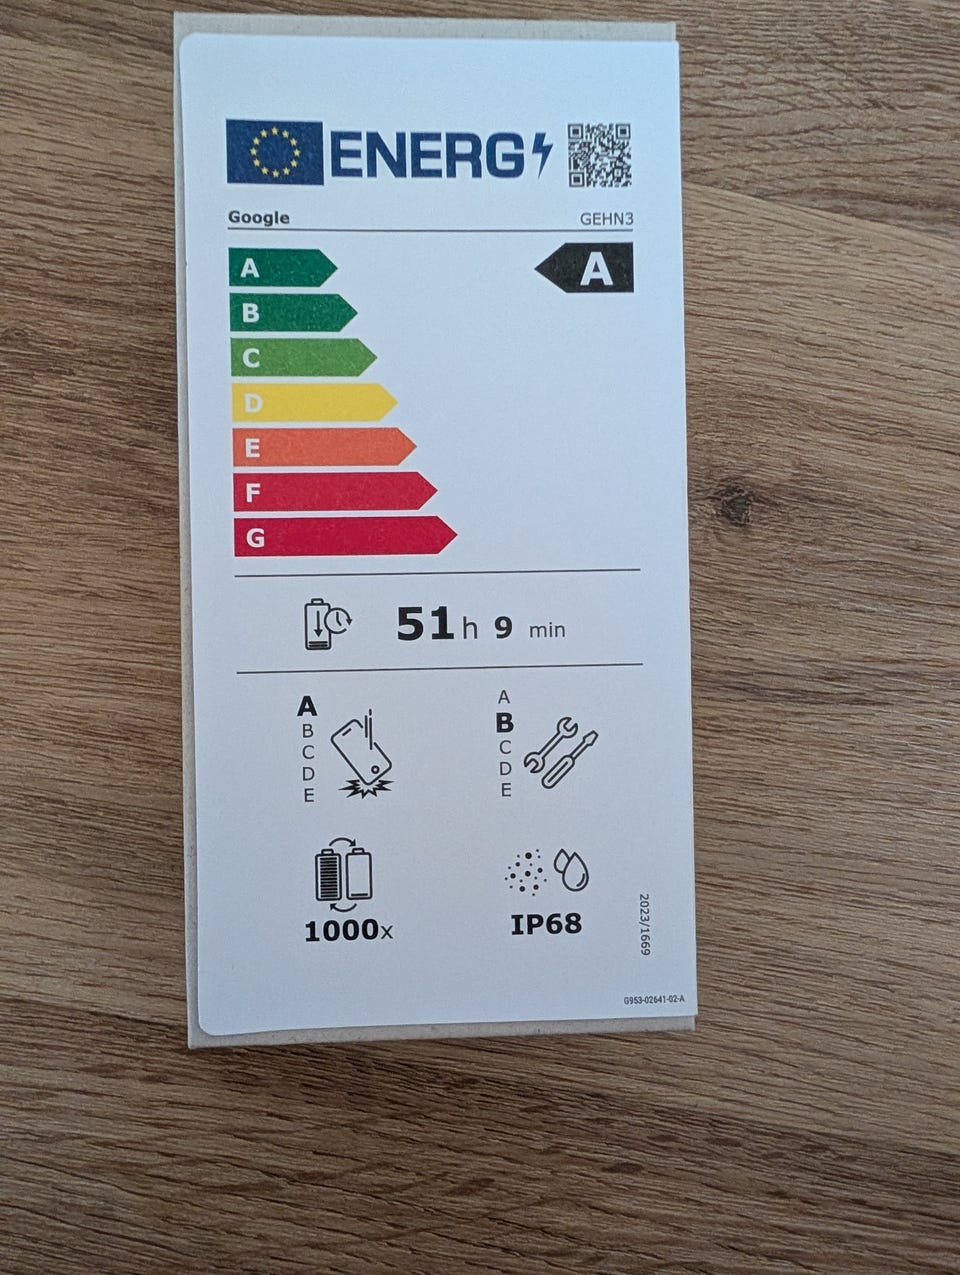 ENERG
Google GEHN3
A A
B
C
D
E
F
G
51 h 9 min
A
B
C
D
E
A
B
C
D
E
1000x
IP68
2023/1669
G953-02641-02-A